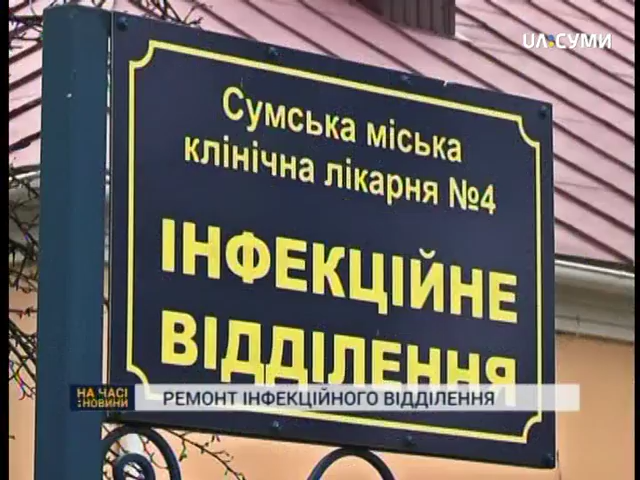 UA:СУМИ
Сумська міська
клінічна лікарня №4
ІНФЕКЦІЙНЕ
ВІДДІЛЕННЯ
НА ЧАСІ
:НОВИНИ
РЕМОНТ ІНФЕКЦІЙНОГО ВІДДІЛЕННЯ